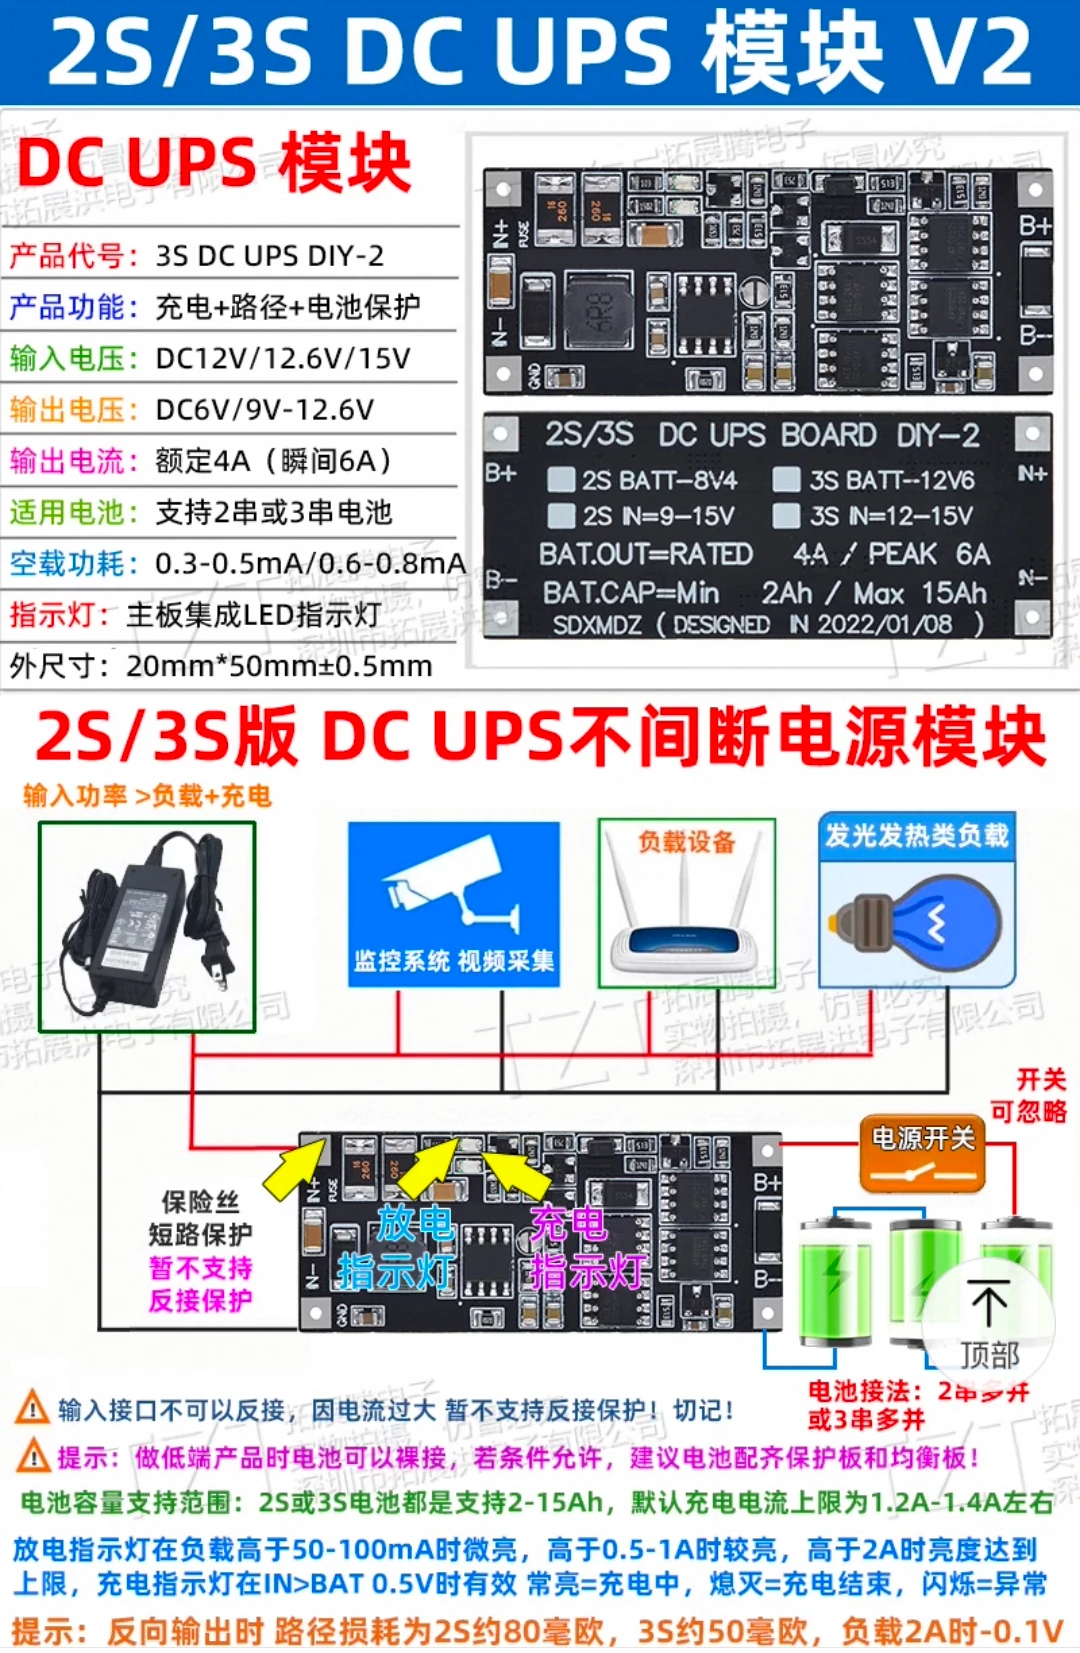 2S/3S DC UPS 模块 V2
DC UPS 模块
产品代号：3S DC UPS DIY-2
产品功能：充电+路径+电池保护
输入电压：DC12V/12.6V/15V
输出电压：DC6V/9V-12.6V
输出电流：额定4A（瞬间6A）
适用电池：支持2串或3串电池
空载功耗：0.3-0.5mA/0.6-0.8mA
指示灯：主板集成LED指示灯
外尺寸：20mm*50mm±0.5mm
IN+
FUSE
IN-
GND
6R8
B+
B-
2S/3S DC UPS BOARD DIY-2
B+
IN+
2S BATT-8V4
3S BATT--12V6
2S IN=9-15V
3S IN=12-15V
BAT.OUT=RATED 4A / PEAK 6A
B-
IN-
BAT.CAP=Min 2Ah / Max 15Ah
SDXMDZ ( DESIGNED IN 2022/01/08 )
2S/3S版 DC UPS不间断电源模块
输入功率 >负载+充电
监控系统 视频采集
负载设备
发光发热类负载
开关
可忽略
电源开关
保险丝
短路保护
暂不支持
反接保护
IN+
FUSE
IN-
GND
放电
指示灯
充电
指示灯
B+
B-
顶部
电池接法：2串多并
或3串多并
输入接口不可以反接，因电流过大 暂不支持反接保护！切记！
提示：做低端产品时电池可以裸接，若条件允许，建议电池配齐保护板和均衡板！
电池容量支持范围：2S或3S电池都是支持2-15Ah，默认充电电流上限为1.2A-1.4A左右
放电指示灯在负载高于50-100mA时微亮，高于0.5-1A时较亮，高于2A时亮度达到
上限，充电指示灯在IN>BAT 0.5V时有效 常亮=充电中，熄灭=充电结束，闪烁=异常
提示：反向输出时 路径损耗为2S约80毫欧，3S约50毫欧，负载2A时-0.1V